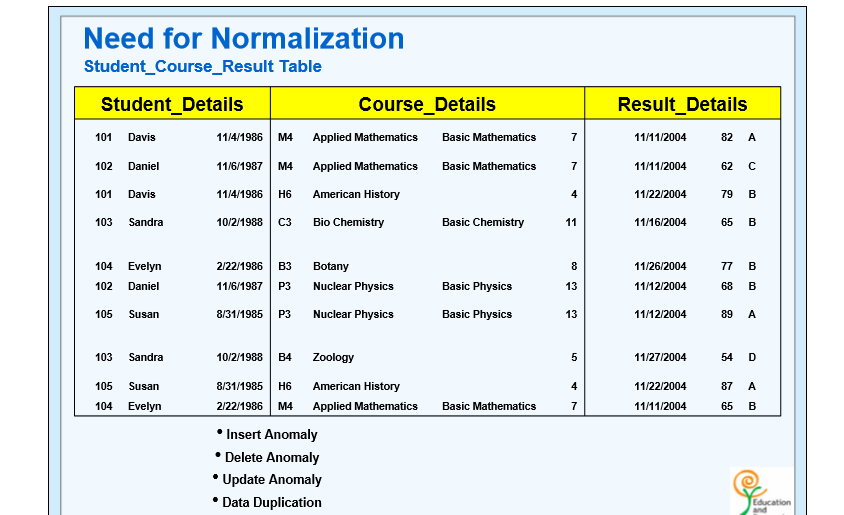 Need for Normalization
Student_Course_Result Table
Student_Details Course_Details Result_Details
101 Davis 11/4/1986 M4 Applied Mathematics Basic Mathematics 7 11/11/2004 82 A
102 Daniel 11/6/1987 M4 Applied Mathematics Basic Mathematics 7 11/11/2004 62 C
101 Davis 11/4/1986 H6 American History 4 11/22/2004 79 B
103 Sandra 10/2/1988 C3 Bio Chemistry Basic Chemistry 11 11/16/2004 65 B
104 Evelyn 2/22/1986 B3 Botany 8 11/26/2004 77 B
102 Daniel 11/6/1987 P3 Nuclear Physics Basic Physics 13 11/12/2004 68 B
105 Susan 8/31/1985 P3 Nuclear Physics Basic Physics 13 11/12/2004 89 A
103 Sandra 10/2/1988 B4 Zoology 5 11/27/2004 54 D
105 Susan 8/31/1985 H6 American History 4 11/22/2004 87 A
104 Evelyn 2/22/1986 M4 Applied Mathematics Basic Mathematics 7 11/11/2004 65 B
• Insert Anomaly
• Delete Anomaly
• Update Anomaly
• Data Duplication
Education
and